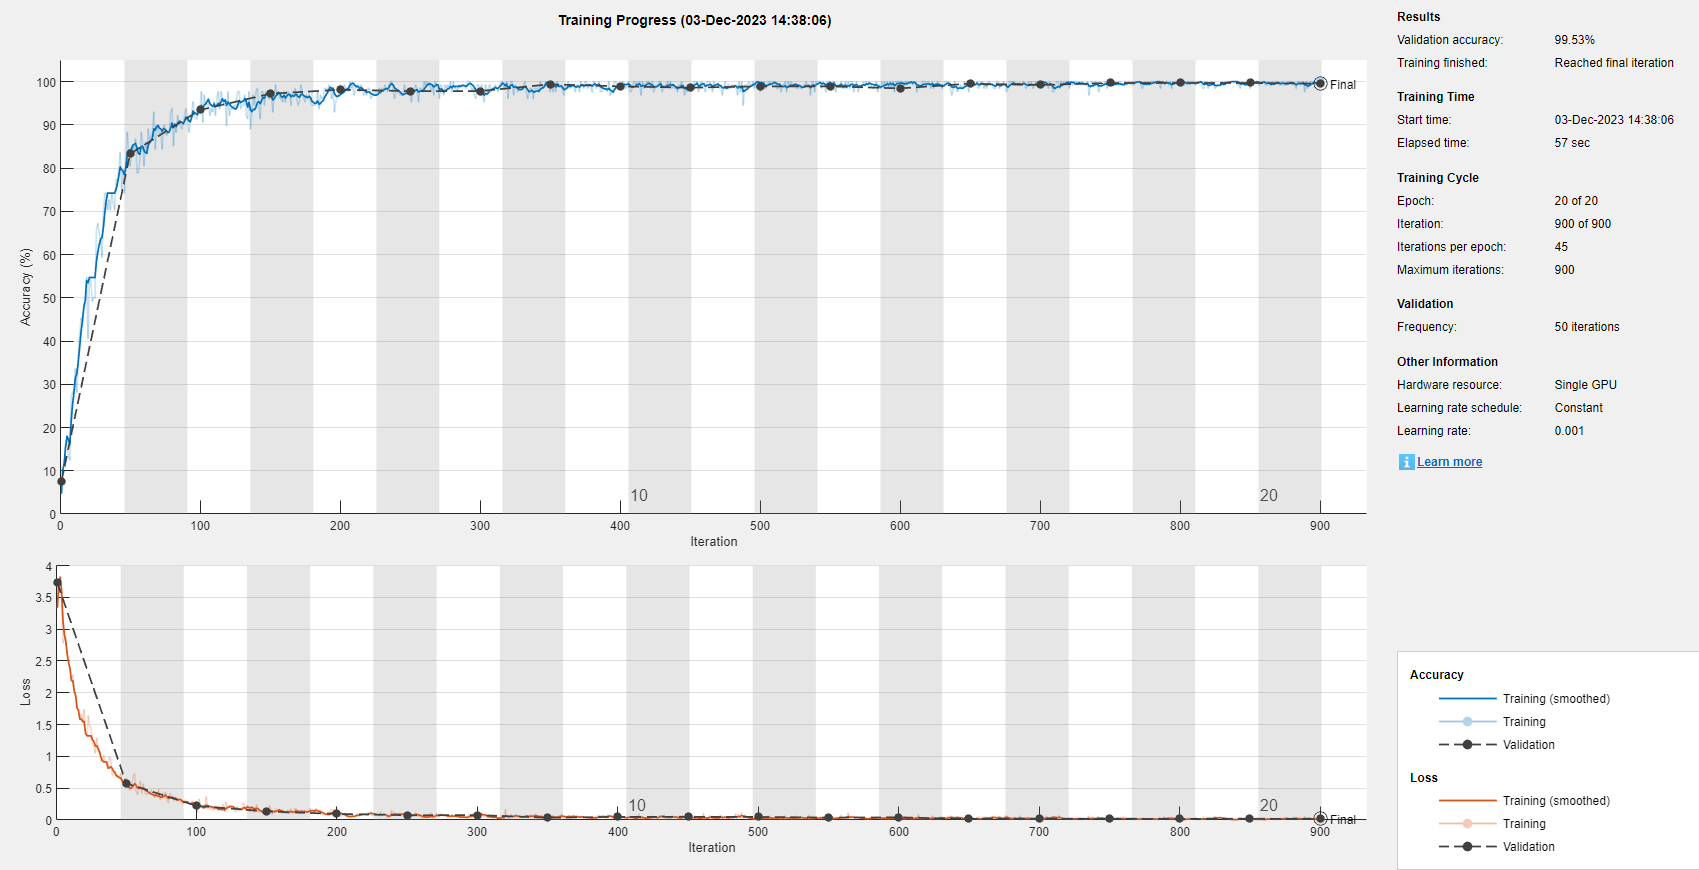 Training Progress (03-Dec-2023 14:38:06)
100
90
80
70
60
50
40
30
20
10
0
Accuracy (%)
Final
10
20
0 100 200 300 400 500 600 700 800 900
Iteration
4
3.5
3
2.5
2
1.5
1
0.5
0
Loss
10
20
Final
0 100 200 300 400 500 600 700 800 900
Iteration
Results
Validation accuracy: 99.53%
Training finished: Reached final iteration
Training Time
Start time: 03-Dec-2023 14:38:06
Elapsed time: 57 sec
Training Cycle
Epoch: 20 of 20
Iteration: 900 of 900
Iterations per epoch: 45
Maximum iterations: 900
Validation
Frequency: 50 iterations
Other Information
Hardware resource: Single GPU
Learning rate schedule: Constant
Learning rate: 0.001
i Learn more
Accuracy
Training (smoothed)
Training
Validation
Loss
Training (smoothed)
Training
Validation